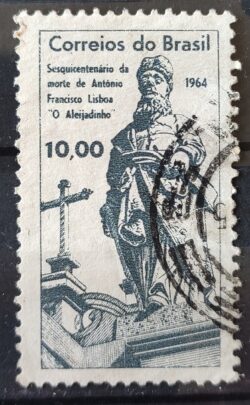 Correios do Brasil
Sesquicentenário da
morte de Antônio
Francisco Lisboa
"O Aleijadinho"
1964
10,00